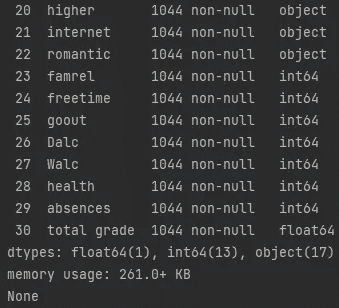 20  higher       1044 non-null   object
21  internet     1044 non-null   object
22  romantic     1044 non-null   object
23  famrel       1044 non-null   int64
24  freetime     1044 non-null   int64
25  goout        1044 non-null   int64
26  Dalc         1044 non-null   int64
27  Walc         1044 non-null   int64
28  health       1044 non-null   int64
29  absences     1044 non-null   int64
30  total grade  1044 non-null   float64
dtypes: float64(1), int64(13), object(17)
memory usage: 261.0+ KB
None